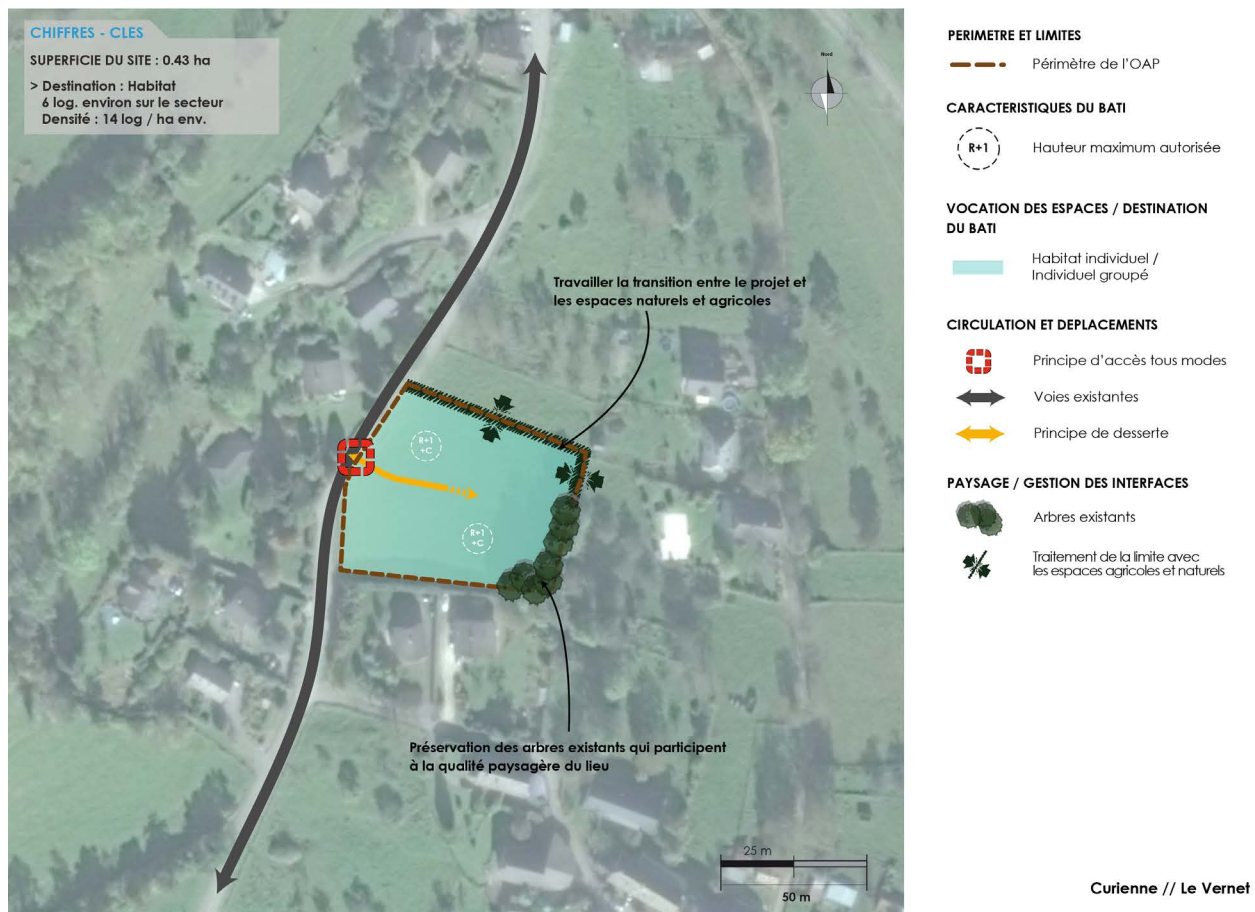 CHIFFRES - CLES
SUPERFICIE DU SITE : 0.43 ha
> Destination : Habitat
6 log. environ sur le secteur
Densité : 14 log / ha env.
Nord
Travailler la transition entre le projet et
les espaces naturels et agricoles
R+1
+C
R+1
+C
Préservation des arbres existants qui participent
à la qualité paysagère du lieu
25 m
50 m
PERIMETRE ET LIMITES
Périmètre de l'OAP
CARACTERISTIQUES DU BATI
R+1
Hauteur maximum autorisée
VOCATION DES ESPACES / DESTINATION
DU BATI
Habitat individuel /
Individuel groupé
CIRCULATION ET DEPLACEMENTS
Principe d'accès tous modes
Voies existantes
Principe de desserte
PAYSAGE / GESTION DES INTERFACES
Arbres existants
Traitement de la limite avec
les espaces agricoles et naturels
Curienne // Le Vernet